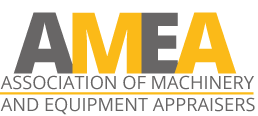 AMEA
ASSOCIATION OF MACHINERY
AND EQUIPMENT APPRAISERS